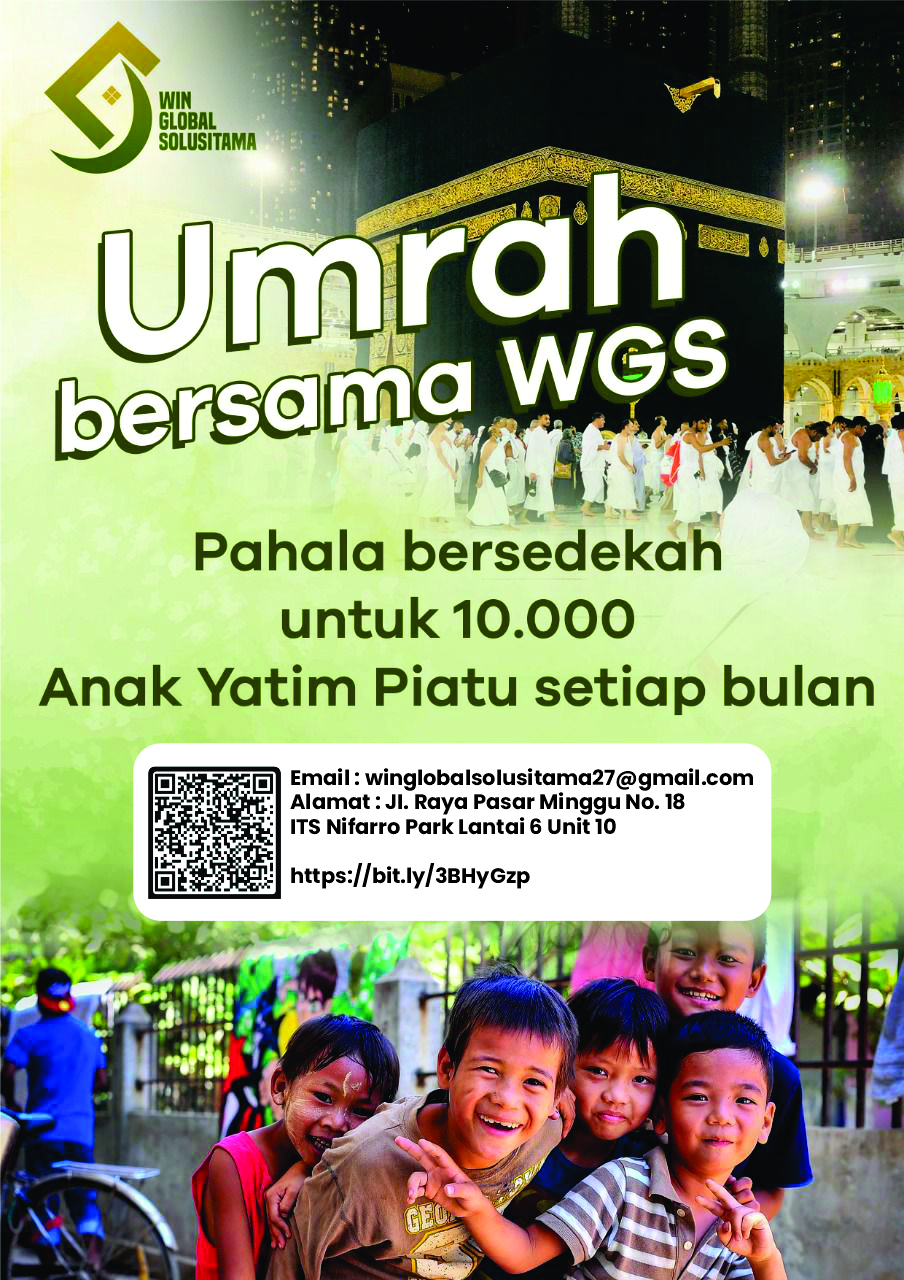 WIN
GLOBAL
SOLUSITAMA
Umrah
bersama WGS
Pahala bersedekah
untuk 10.000
Anak Yatim Piatu setiap bulan
Email : winglobalsolusitama27@gmail.com
Alamat : Jl. Raya Pasar Minggu No. 18
ITS Nifarro Park Lantai 6 Unit 10
https://bit.ly/3BHyGzp
GEO